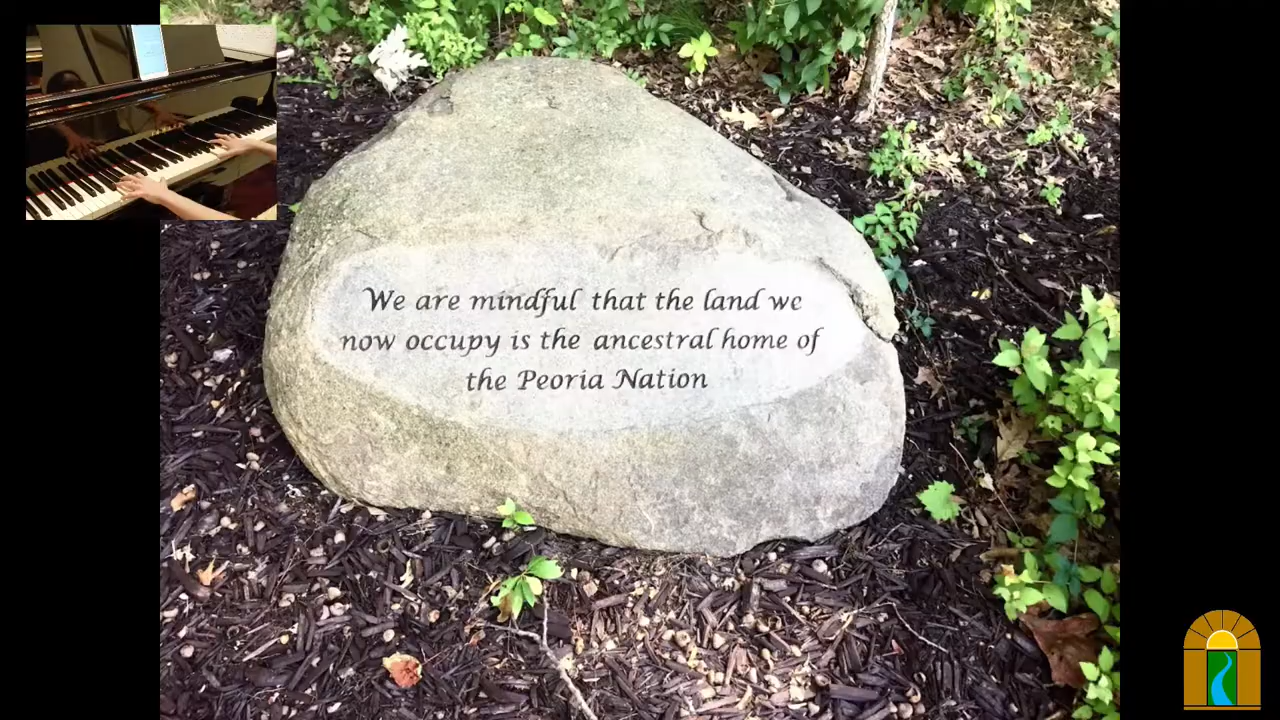 We are mindful that the land we
now occupy is the ancestral home of
the Peoria Nation